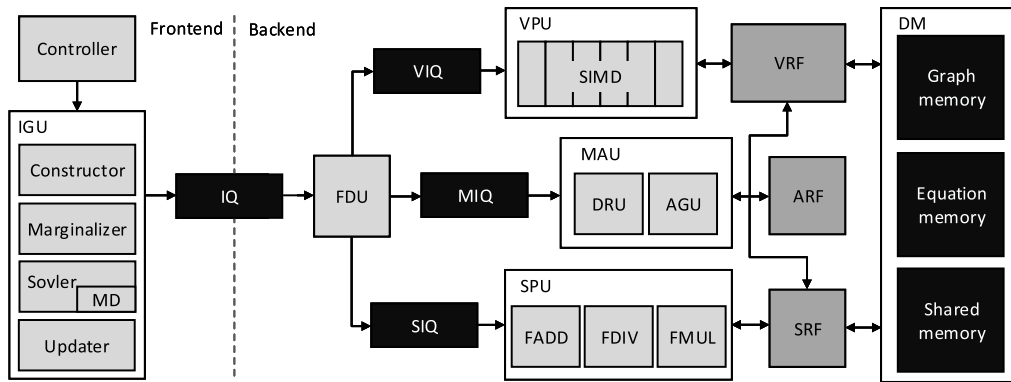 Controller
Frontend
Backend
IGU
Constructor
Marginalizer
Sovler
MD
Updater
IQ
FDU
VIQ
MIQ
SIQ
VPU
SIMD
MAU
DRU
AGU
SPU
FADD
FDIV
FMUL
VRF
ARF
SRF
DM
Graph
memory
Equation
memory
Shared
memory